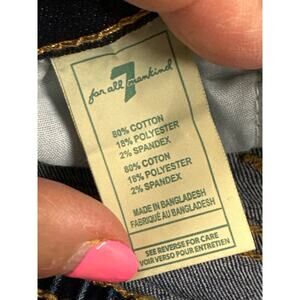 7
for all mankind
80% COTTON
18% POLYESTER
2% SPANDEX
80% COTON
18% POLYESTER
2% SPANDEX
MADE IN BANGLADESH
FABRIQUÉ AU BANGLADESH
SEE REVERSE FOR CARE
VOIR VERSO POUR ENTRETIEN